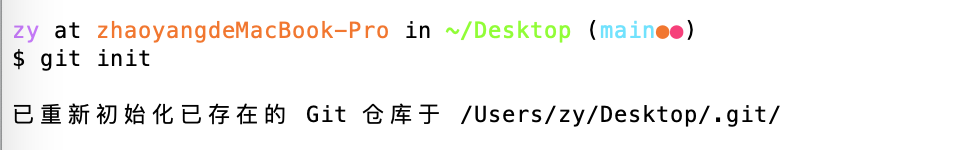 zy at zhaoyangdeMacBook-Pro in ~/Desktop (main●●)
$ git init
已重新初始化已存在的 Git 仓库于 /Users/zy/Desktop/.git/